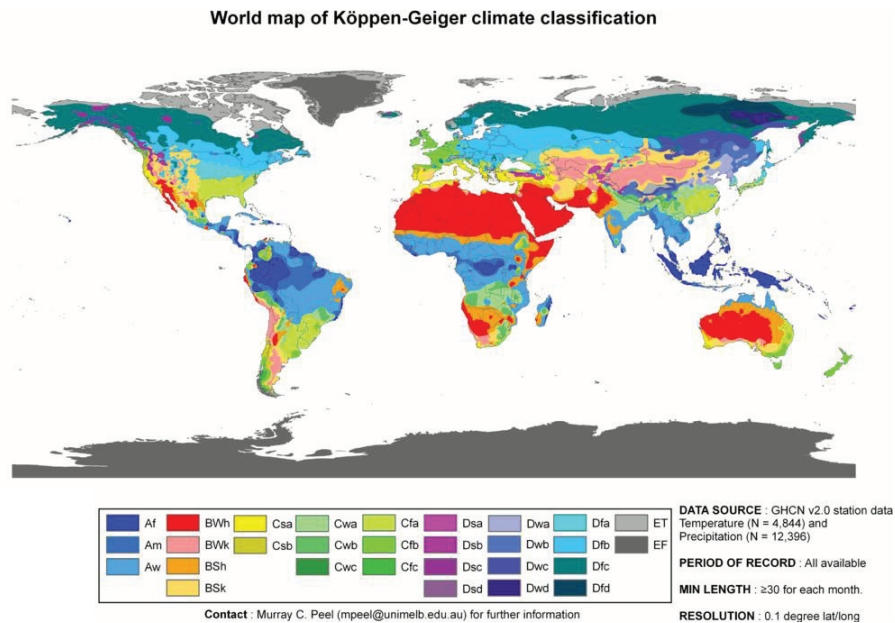 World map of Köppen-Geiger climate classification
Af BWh Csa Cwa Cfa Dsa Dwa Dfa ET
Am BWk Csb Cwb Cfb Dsb Dwb Dfb EF
Aw BSh Cwc Cfc Dsc Dwc Dfc
BSk Dsd Dwd Dfd
DATA SOURCE : GHCN v2.0 station data
Temperature (N = 4,844) and
Precipitation (N = 12,396)
PERIOD OF RECORD : All available
MIN LENGTH : ≥30 for each month.
RESOLUTION : 0.1 degree lat/long
Contact : Murray C. Peel (mpeel@unimelb.edu.au) for further information